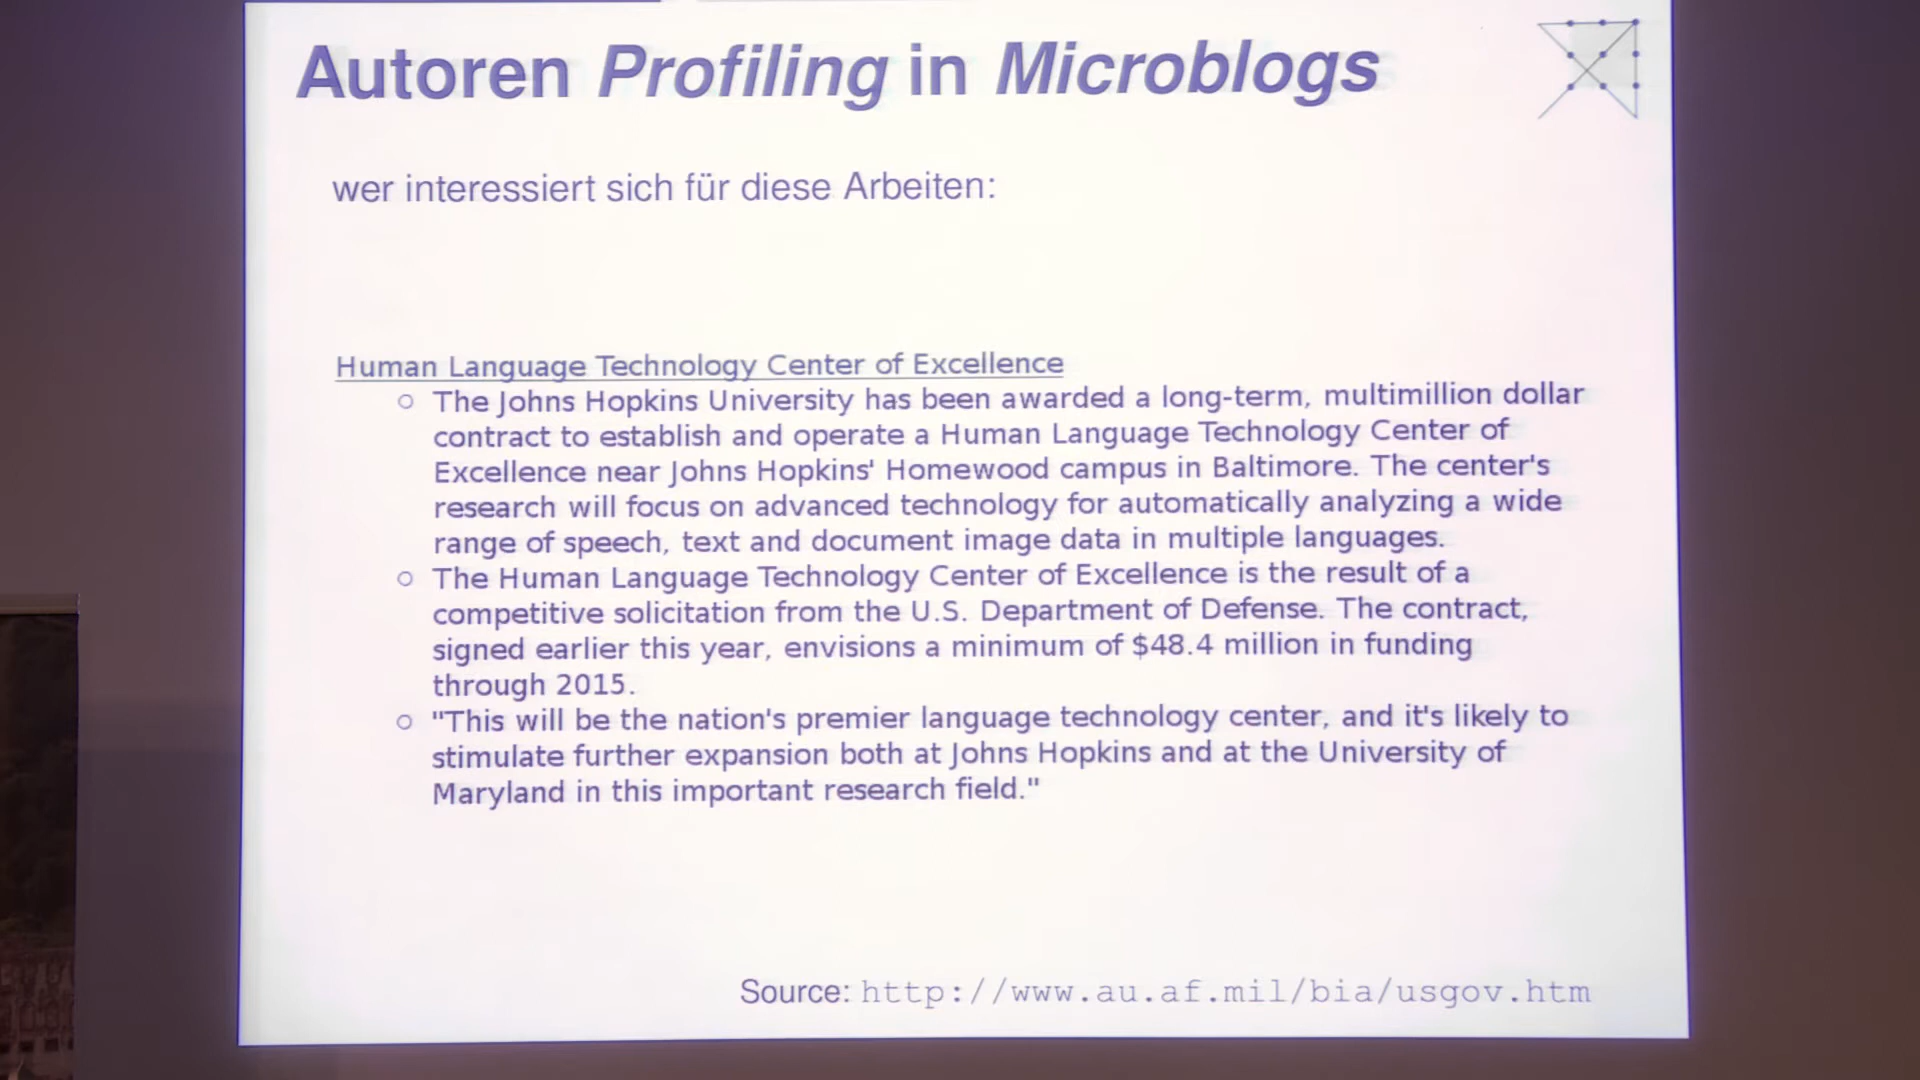 Autoren Profiling in Microblogs
wer interessiert sich für diese Arbeiten:
Human Language Technology Center of Excellence
The Johns Hopkins University has been awarded a long-term, multimillion dollar
contract to establish and operate a Human Language Technology Center of
Excellence near Johns Hopkins' Homewood campus in Baltimore. The center's
research will focus on advanced technology for automatically analyzing a wide
range of speech, text and document image data in multiple languages.
The Human Language Technology Center of Excellence is the result of a
competitive solicitation from the U.S. Department of Defense. The contract,
signed earlier this year, envisions a minimum of $48.4 million in funding
through 2015.
"This will be the nation's premier language technology center, and it's likely to
stimulate further expansion both at Johns Hopkins and at the University of
Maryland in this important research field."
Source: http://www.au.af.mil/bia/usgov.htm